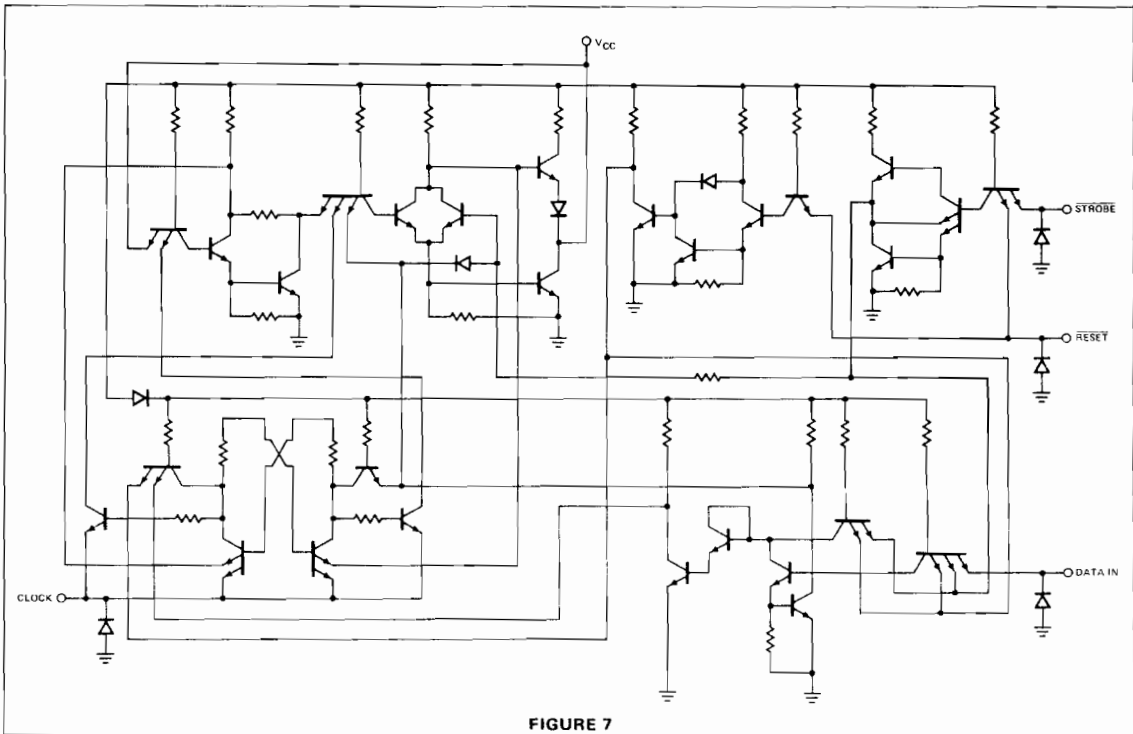 VCC
STROBE
RESET
CLOCK
DATA IN
FIGURE 7